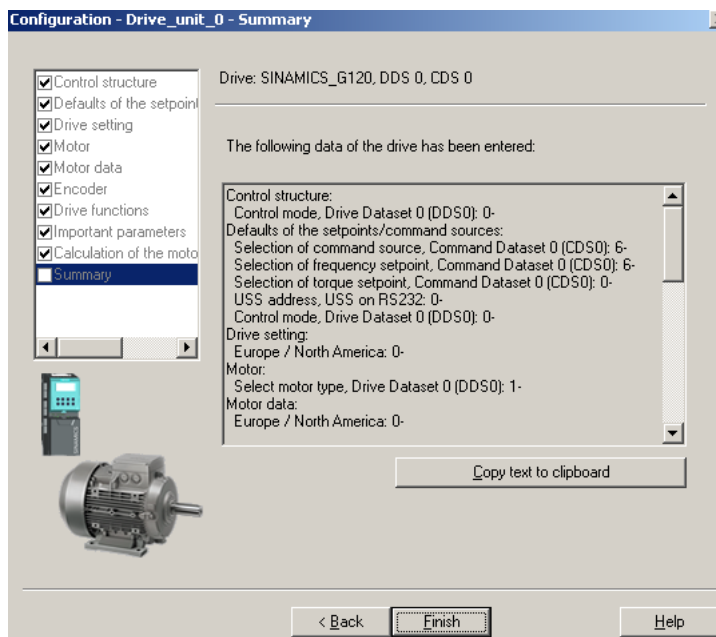 Configuration - Drive_unit_0 - Summary
Control structure
Defaults of the setpoint
Drive setting
Motor
Motor data
Encoder
Drive functions
Important parameters
Calculation of the moto
Summary
Drive: SINAMICS_G120, DDS 0, CDS 0
The following data of the drive has been entered:
Control structure:
Control mode, Drive Dataset 0 (DDS0): 0-
Defaults of the setpoints/command sources:
Selection of command source, Command Dataset 0 (CDS0): 6-
Selection of frequency setpoint, Command Dataset 0 (CDS0): 6-
Selection of torque setpoint, Command Dataset 0 (CDS0): 0-
USS address, USS on RS232: 0-
Control mode, Drive Dataset 0 (DDS0): 0-
Drive setting:
Europe / North America: 0-
Motor:
Select motor type, Drive Dataset 0 (DDS0): 1-
Motor data:
Europe / North America: 0-
Copy text to clipboard
< Back
Finish
Help